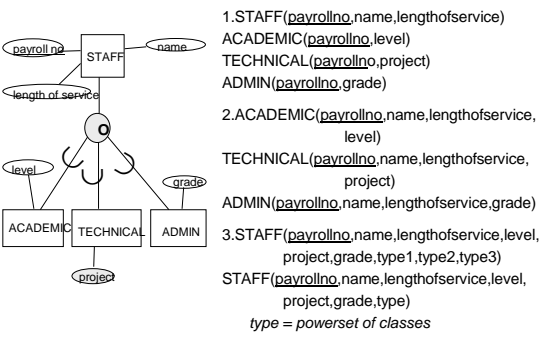 payroll no
STAFF
name
length of service
o
level
grade
ACADEMIC
TECHNICAL
ADMIN
project
1.STAFF(payrollno,name,lengthofservice)
ACADEMIC(payrollno,level)
TECHNICAL(payrollno,project)
ADMIN(payrollno,grade)
2.ACADEMIC(payrollno,name,lengthofservice,
level)
TECHNICAL(payrollno,name,lengthofservice,
project)
ADMIN(payrollno,name,lengthofservice,grade)
3.STAFF(payrollno,name,lengthofservice,level,
project,grade,type1,type2,type3)
STAFF(payrollno,name,lengthofservice,level,
project,grade,type)
type = powerset of classes